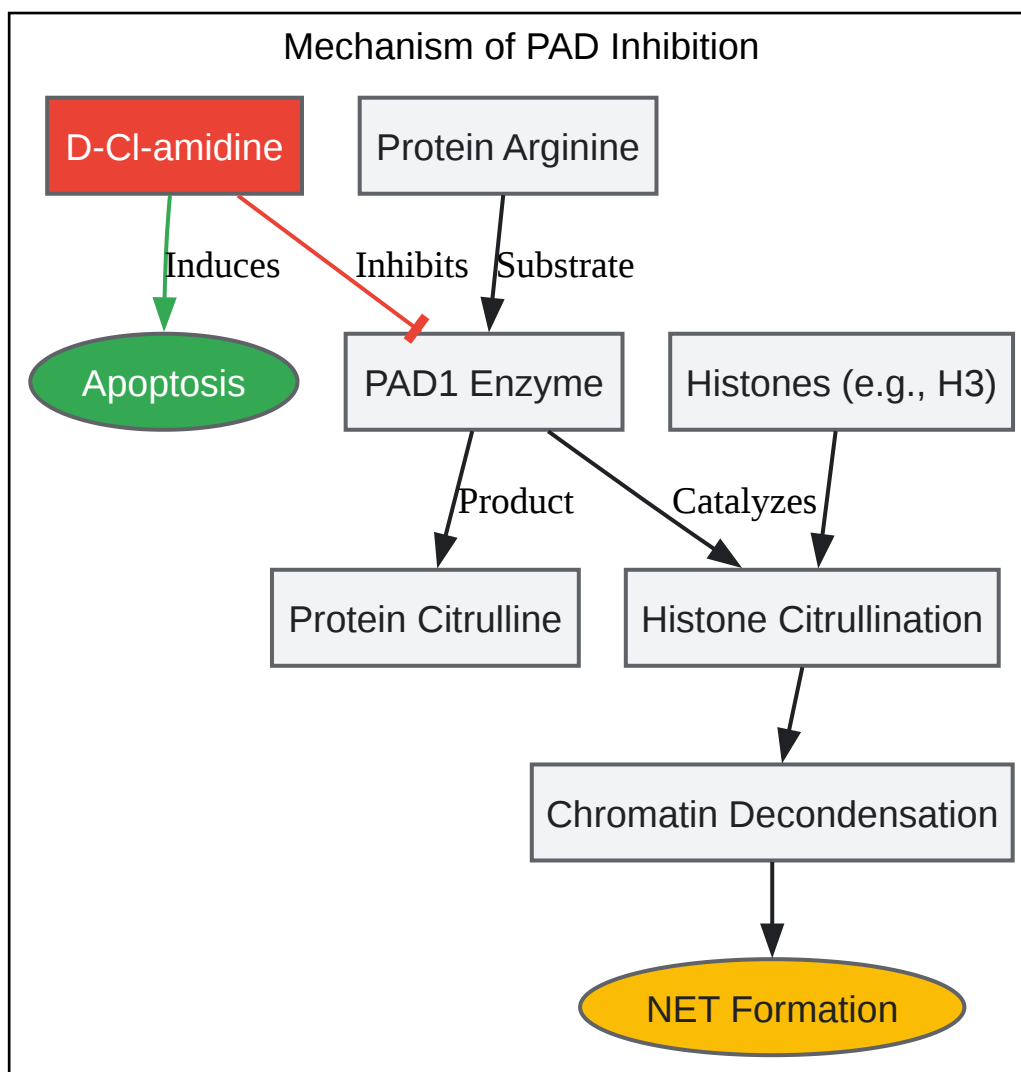 Mechanism of PAD Inhibition
D-Cl-amidine
Protein Arginine
Induces
Inhibits
Substrate
Apoptosis
PAD1 Enzyme
Histones (e.g., H3)
Product
Catalyzes
Protein Citrulline
Histone Citrullination
Chromatin Decondensation
NET Formation